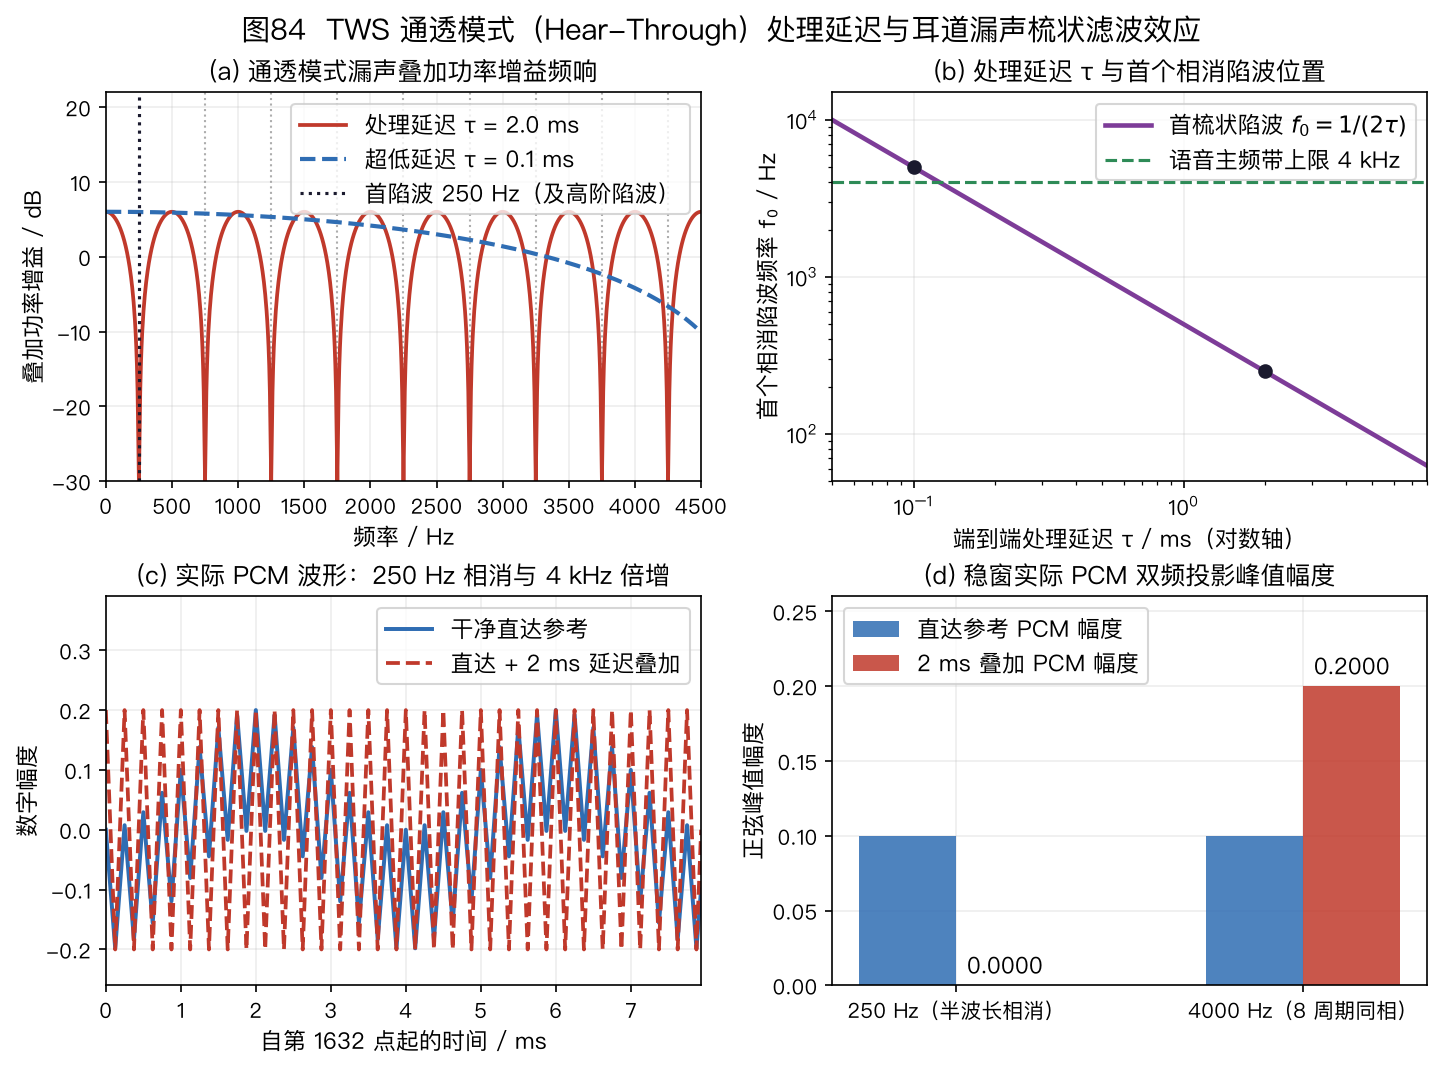 图84  TWS 通透模式（Hear−Through）处理延迟与耳道漏声梳状滤波效应
(a) 通透模式漏声叠加功率增益频响
叠加功率增益 / dB
20
10
0
−10
−20
−30
处理延迟 τ = 2.0 ms
超低延迟 τ = 0.1 ms
首陷波 250 Hz（及高阶陷波）
0 500 1000 1500 2000 2500 3000 3500 4000 4500
频率 / Hz
(b) 处理延迟 τ 与首个相消陷波位置
首个相消陷波频率 f₀ / Hz
10⁴
10³
10²
首梳状陷波 f₀ = 1/(2τ)
语音主频带上限 4 kHz
10⁻¹ 10⁰
端到端处理延迟 τ / ms（对数轴）
(c) 实际 PCM 波形：250 Hz 相消与 4 kHz 倍增
数字幅度
0.3
0.2
0.1
0.0
−0.1
−0.2
干净直达参考
直达 + 2 ms 延迟叠加
0 1 2 3 4 5 6 7
自第 1632 点起的时间 / ms
(d) 稳窗实际 PCM 双频投影峰值幅度
正弦峰值幅度
0.25
0.20
0.15
0.10
0.05
0.00
直达参考 PCM 幅度
2 ms 叠加 PCM 幅度
0.2000
0.0000
250 Hz（半波长相消）
4000 Hz（8 周期同相）